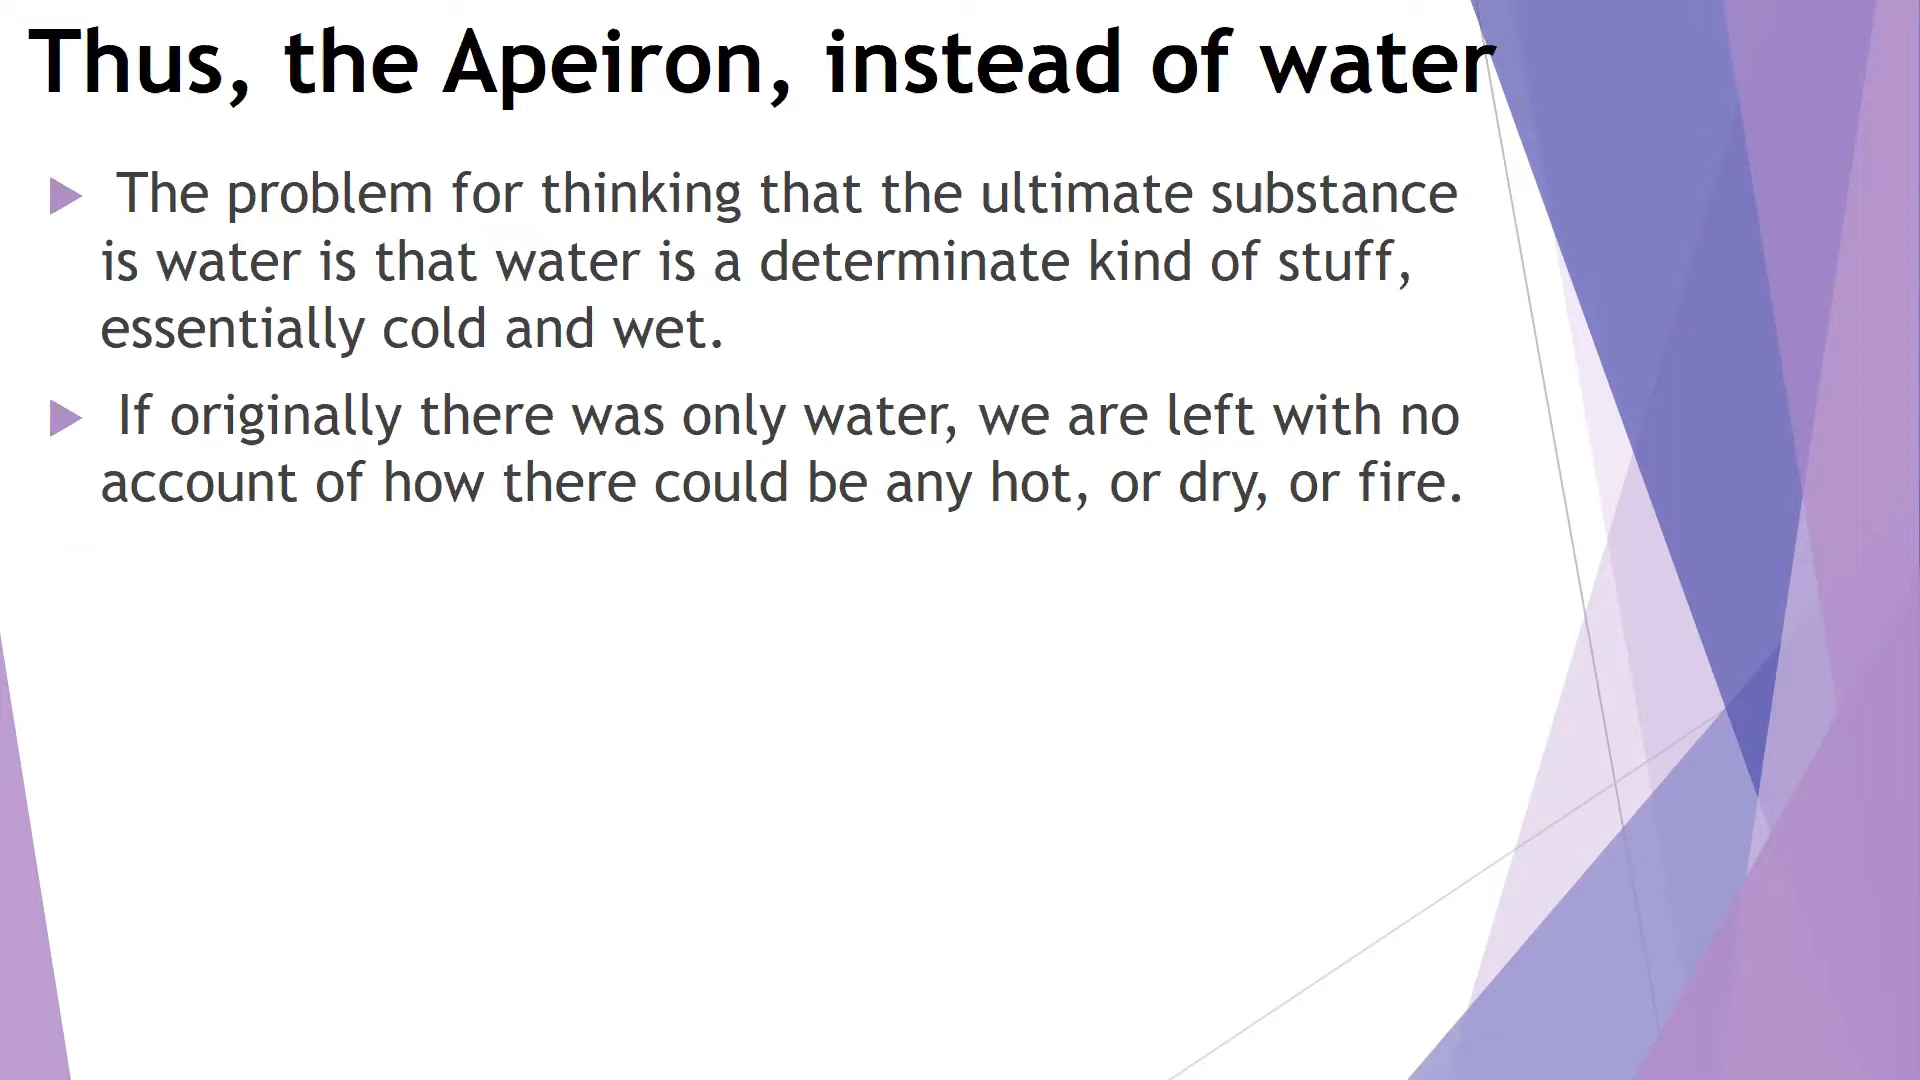 Thus, the Apeiron, instead of water
The problem for thinking that the ultimate substance
is water is that water is a determinate kind of stuff,
essentially cold and wet.
If originally there was only water, we are left with no
account of how there could be any hot, or dry, or fire.